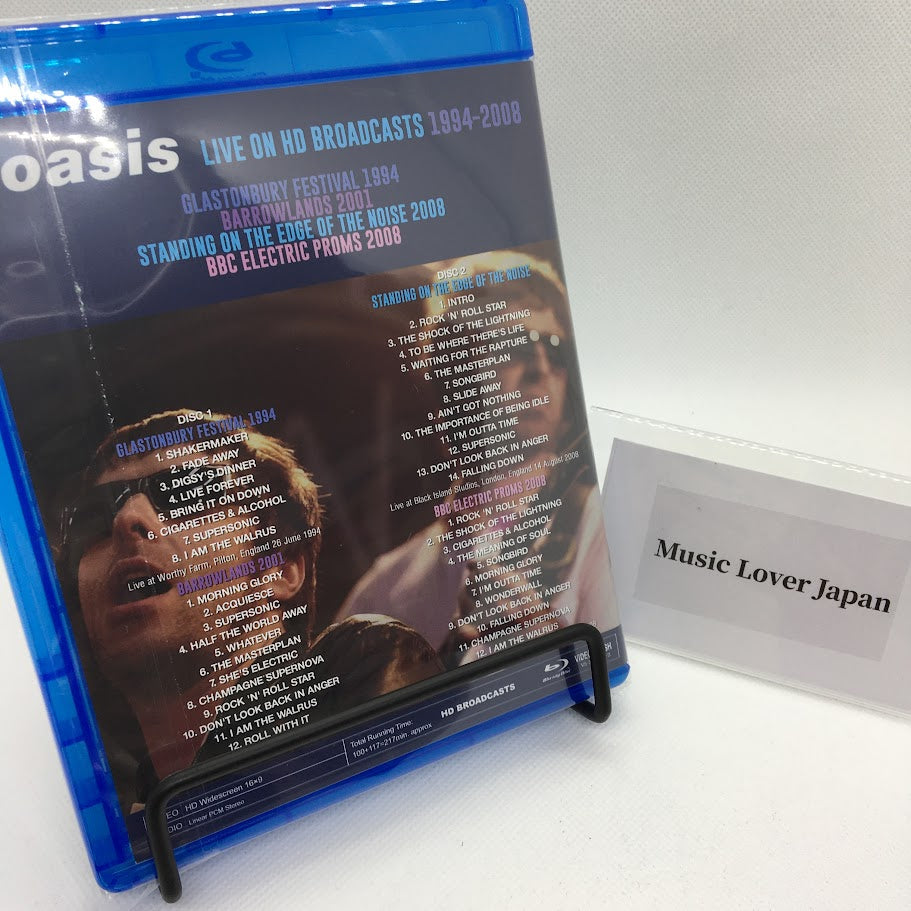 oasis LIVE ON HD BROADCASTS 1994-2008
GLASTONBURY FESTIVAL 1994
BARROWLANDS 2001
STANDING ON THE EDGE OF THE NOISE 2008
BBC ELECTRIC PROMS 2008
DISC 1
GLASTONBURY FESTIVAL 1994
1. SHAKERMAKER
2. FADE AWAY
3. DIGSY'S DINNER
4. LIVE FOREVER
5. BRING IT ON DOWN
6. CIGARETTES & ALCOHOL
7. SUPERSONIC
8. I AM THE WALRUS
Live at Worthy Farm, Pilton, England 26 June 1994
BARROWLANDS 2001
1. MORNING GLORY
2. ACQUIESCE
3. SUPERSONIC
4. HALF THE WORLD AWAY
5. WHATEVER
6. THE MASTERPLAN
7. SHE'S ELECTRIC
8. CHAMPAGNE SUPERNOVA
9. ROCK 'N' ROLL STAR
10. DON'T LOOK BACK IN ANGER
11. I AM THE WALRUS
12. ROLL WITH IT
DISC 2
STANDING ON THE EDGE OF THE NOISE
1. INTRO
2. ROCK 'N' ROLL STAR
3. THE SHOCK OF THE LIGHTNING
4. TO BE WHERE THERE'S LIFE
5. WAITING FOR THE RAPTURE
6. THE MASTERPLAN
7. SONGBIRD
8. SLIDE AWAY
9. AIN'T GOT NOTHING
10. THE IMPORTANCE OF BEING IDLE
11. I'M OUTTA TIME
12. SUPERSONIC
13. DON'T LOOK BACK IN ANGER
14. FALLING DOWN
Live at Black Island Studios, London, England 14 August 2008
BBC ELECTRIC PROMS 2008
1. ROCK 'N' ROLL STAR
2. THE SHOCK OF THE LIGHTNING
3. CIGARETTES & ALCOHOL
4. THE MEANING OF SOUL
5. SONGBIRD
6. MORNING GLORY
7. I'M OUTTA TIME
8. WONDERWALL
9. DON'T LOOK BACK IN ANGER
10. FALLING DOWN
11. CHAMPAGNE SUPERNOVA
12. I AM THE WALRUS
HD Widescreen 16×9
Linear PCM Stereo
Total Running Time:
100+117=217min. approx
HD BROADCASTS
Blu-ray Disc
Music Lover Japan